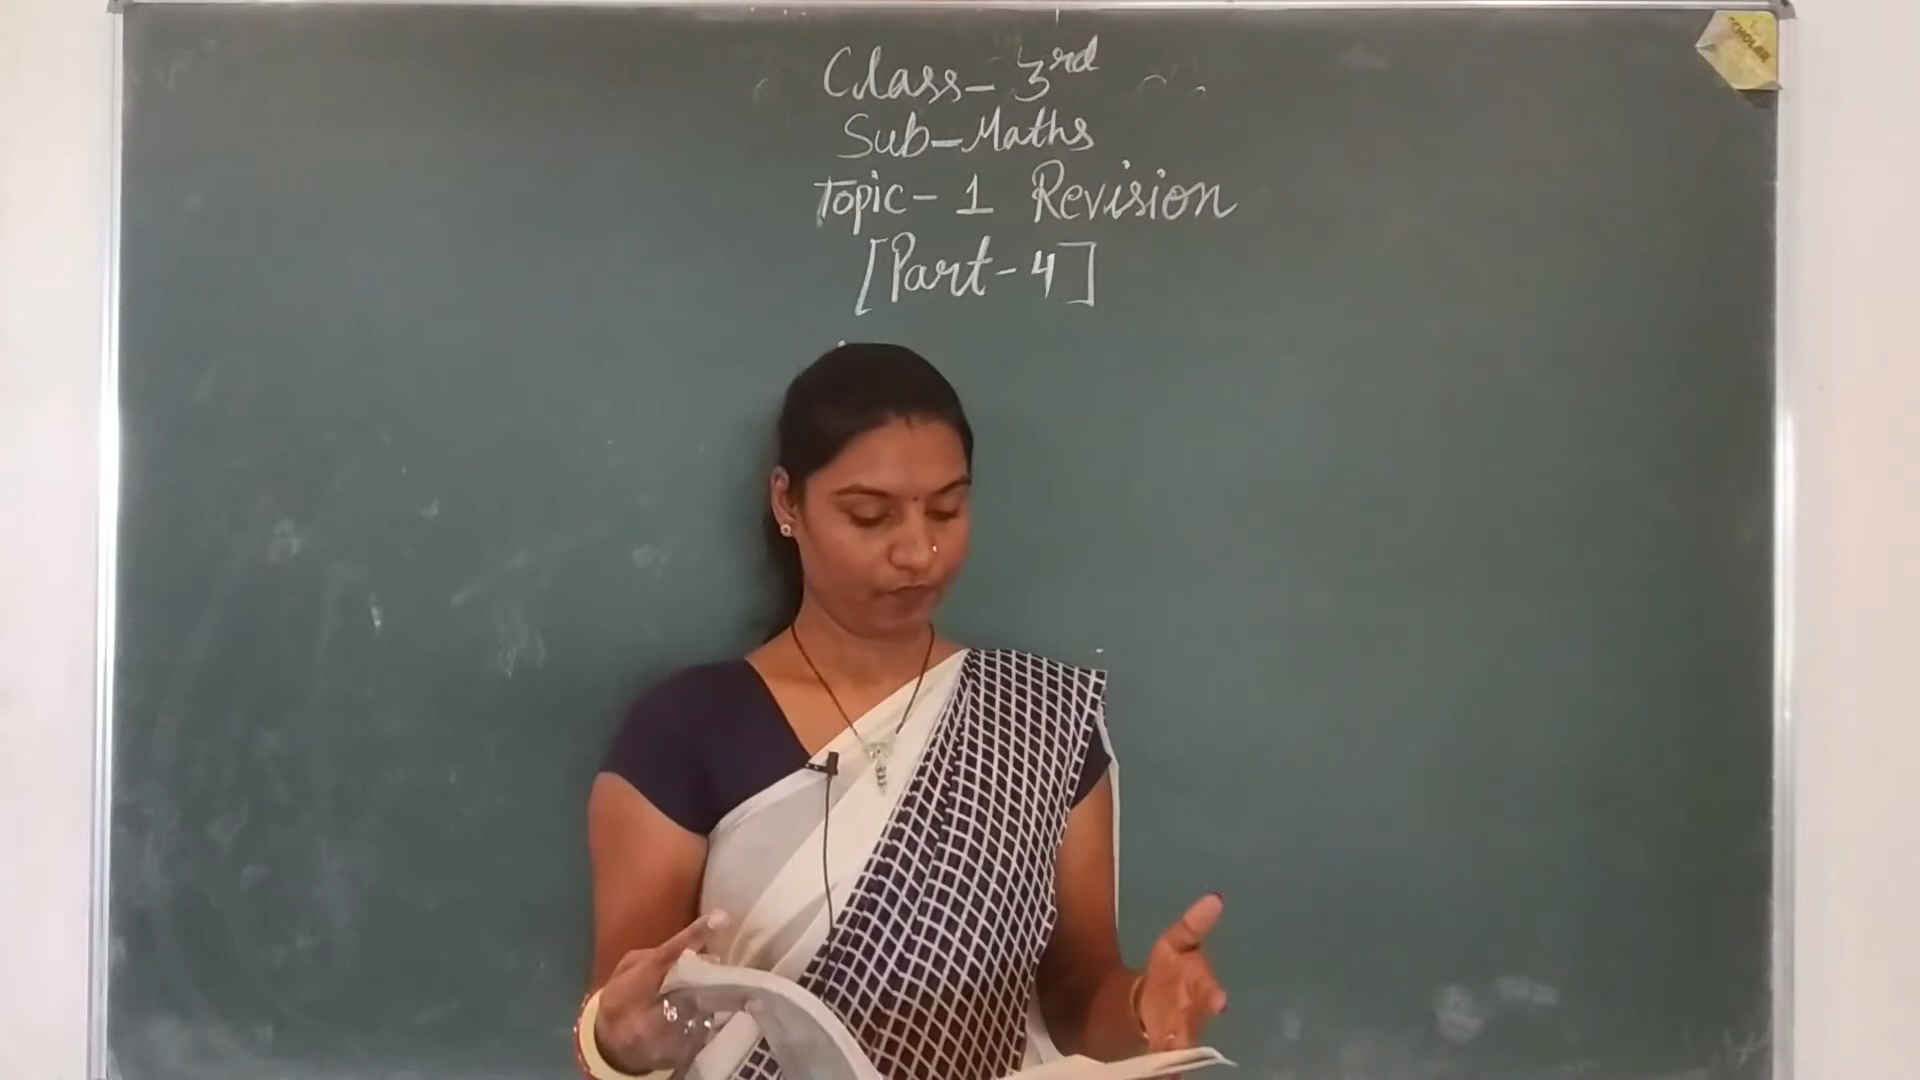 Class- 3rd
Sub-Maths
Topic- 1 Revision
[Part-4]